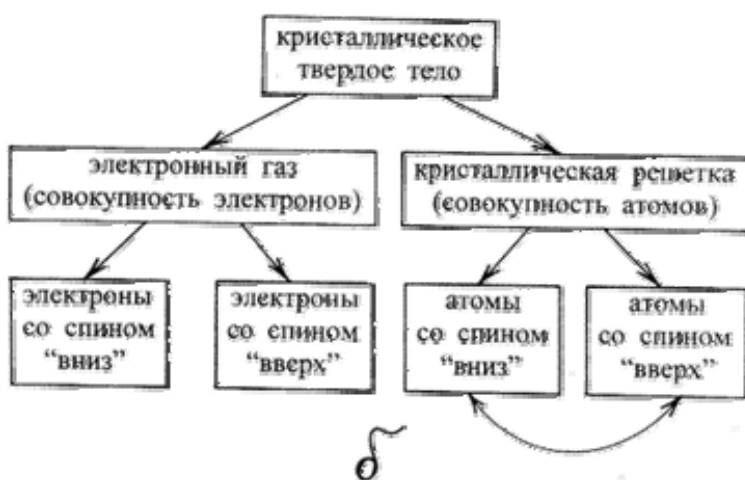 кристаллическое
твердое тело
электронный газ
(совокупность электронов)
кристаллическая решетка
(совокупность атомов)
электроны
со спином
“вниз”
электроны
со спином
“вверх”
атомы
со спином
“вниз”
атомы
со спином
“вверх”